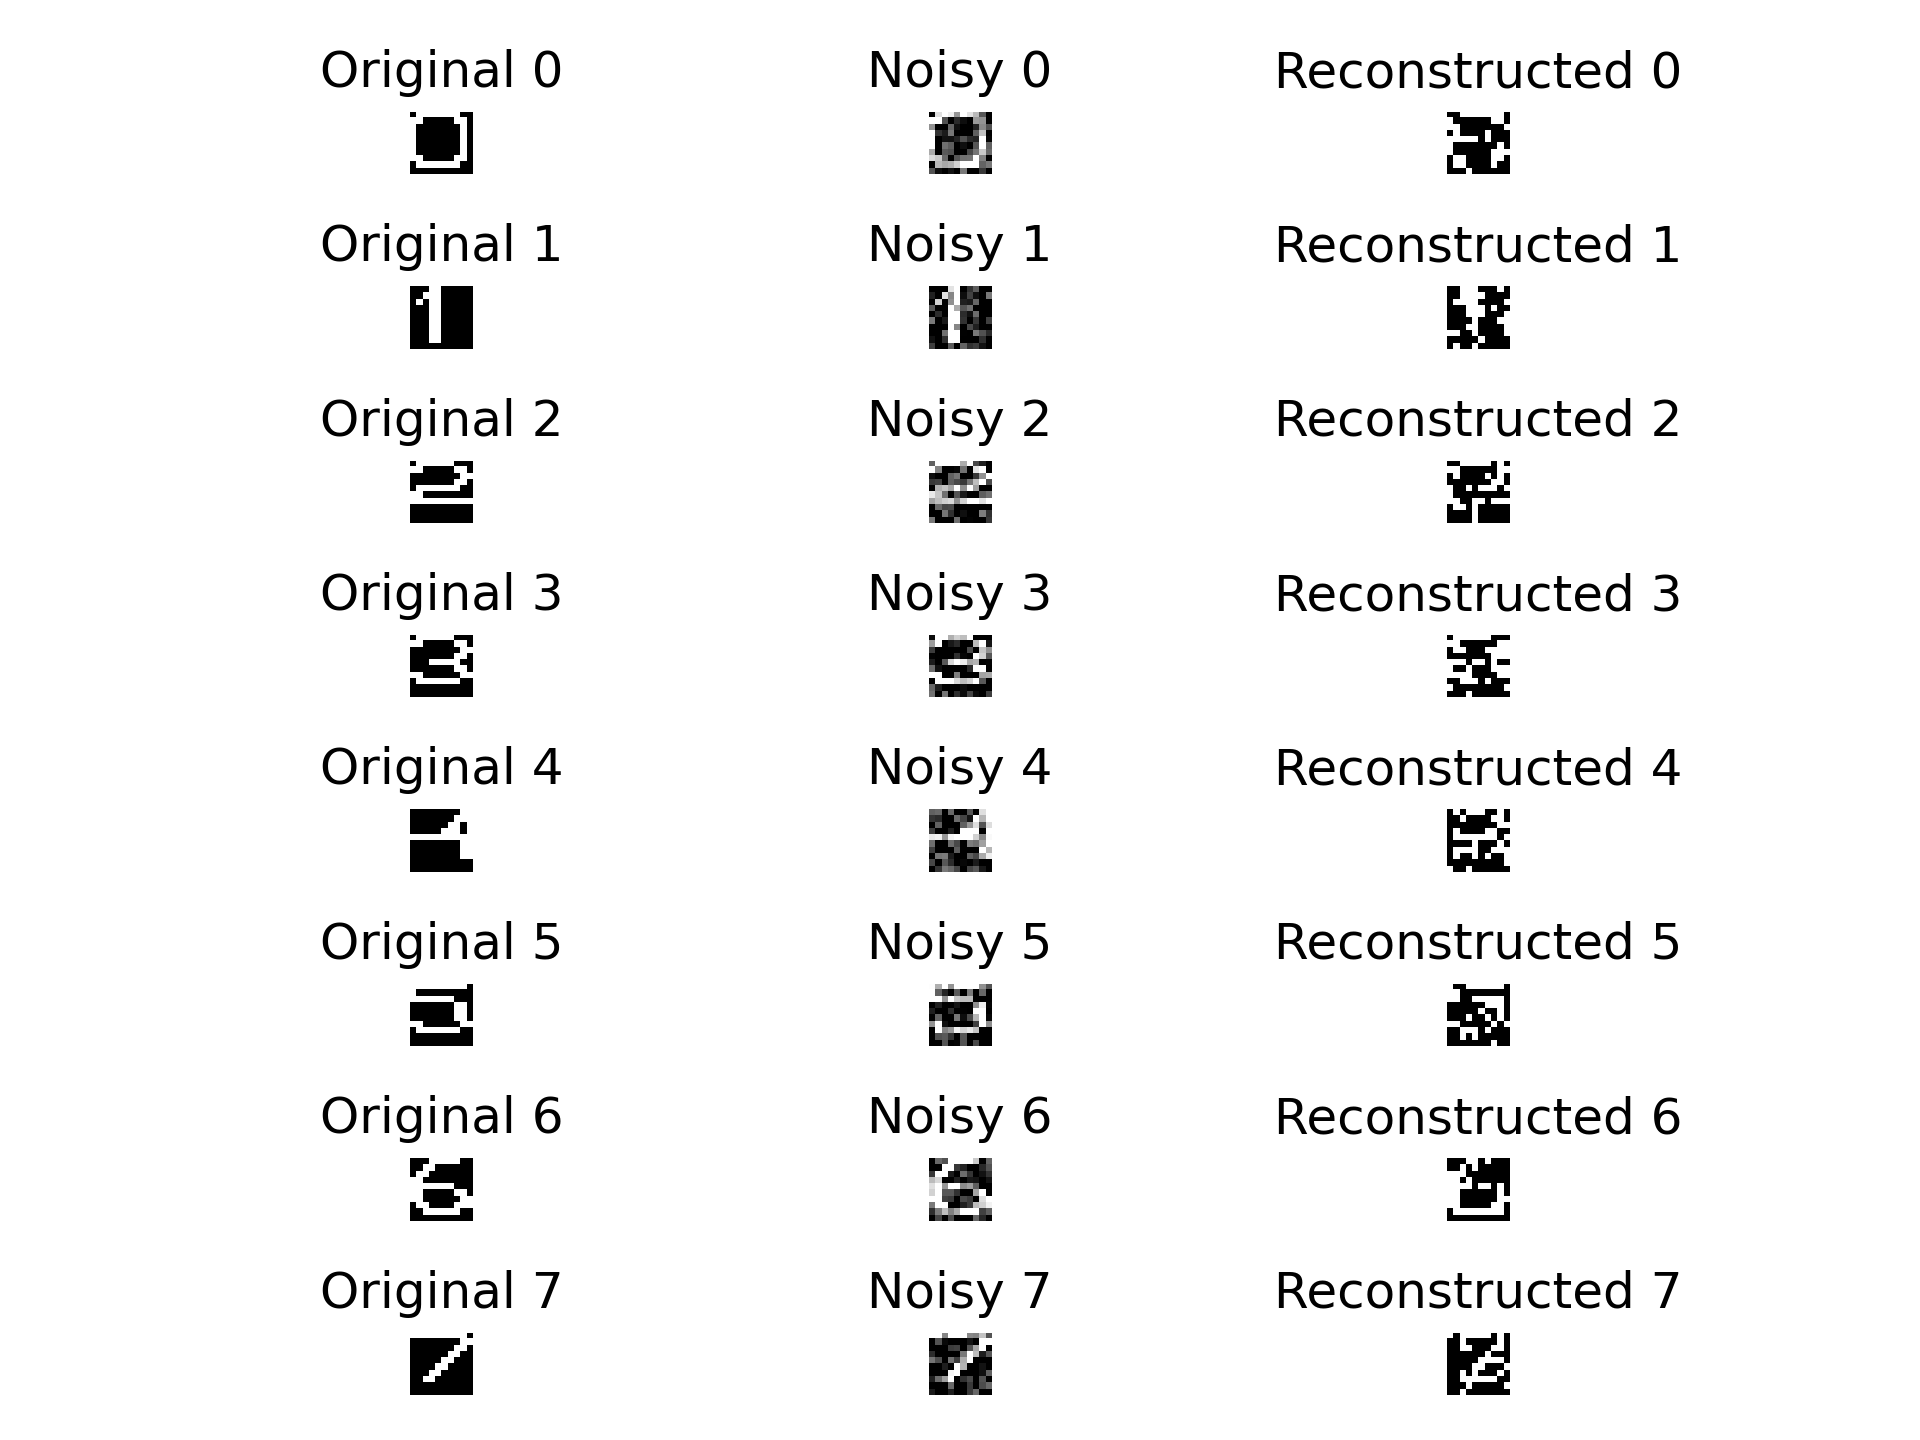 Original 0 Noisy 0 Reconstructed 0
Original 1 Noisy 1 Reconstructed 1
Original 2 Noisy 2 Reconstructed 2
Original 3 Noisy 3 Reconstructed 3
Original 4 Noisy 4 Reconstructed 4
Original 5 Noisy 5 Reconstructed 5
Original 6 Noisy 6 Reconstructed 6
Original 7 Noisy 7 Reconstructed 7